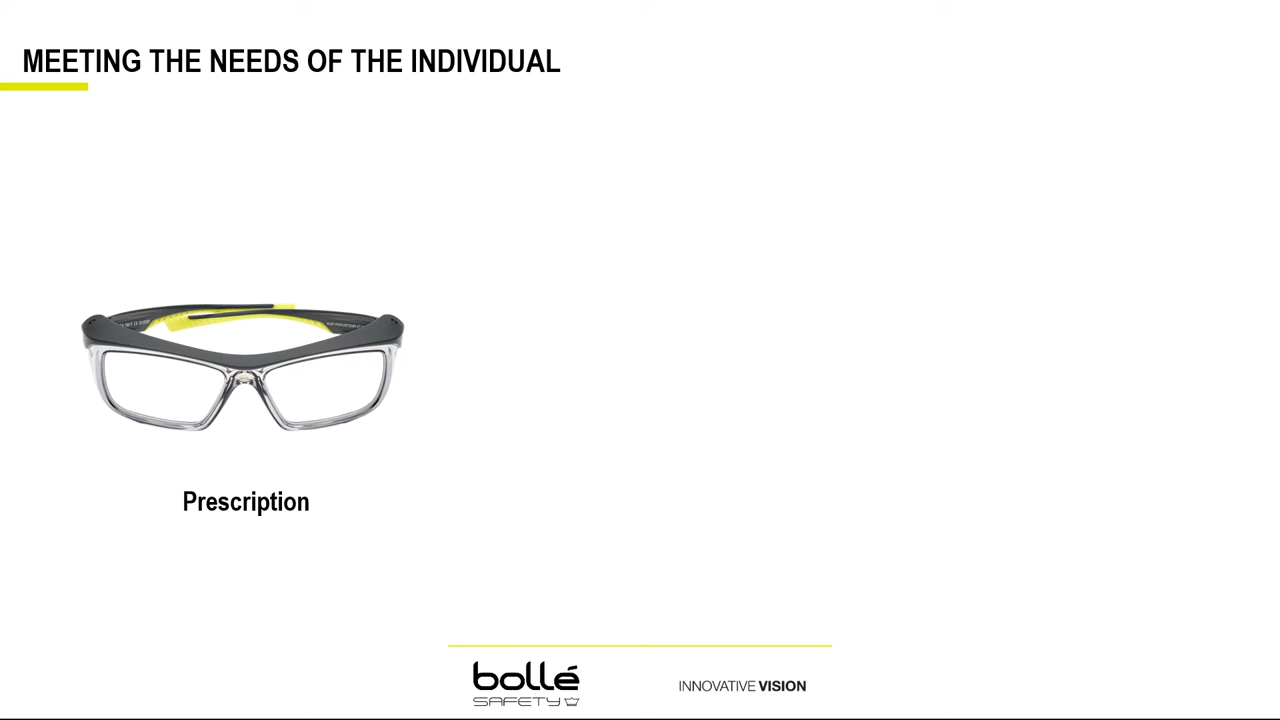 MEETING THE NEEDS OF THE INDIVIDUAL
Prescription
bollé
SAFETY
INNOVATIVE VISION